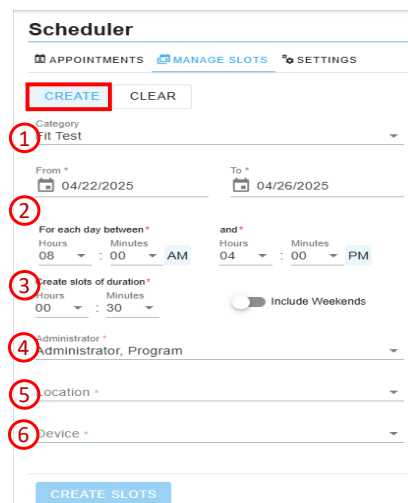 Scheduler
APPOINTMENTS MANAGE SLOTS SETTINGS
CREATE CLEAR
1 Category
Fit Test
From * To *
04/22/2025 04/26/2025
2
For each day between* and*
Hours Minutes Hours Minutes
08 : 00 AM 04 : 00 PM
3 Create slots of duration*
Hours Minutes
00 : 30 Include Weekends
4 Administrator *
Administrator, Program
5 Location *
6 Device *
CREATE SLOTS